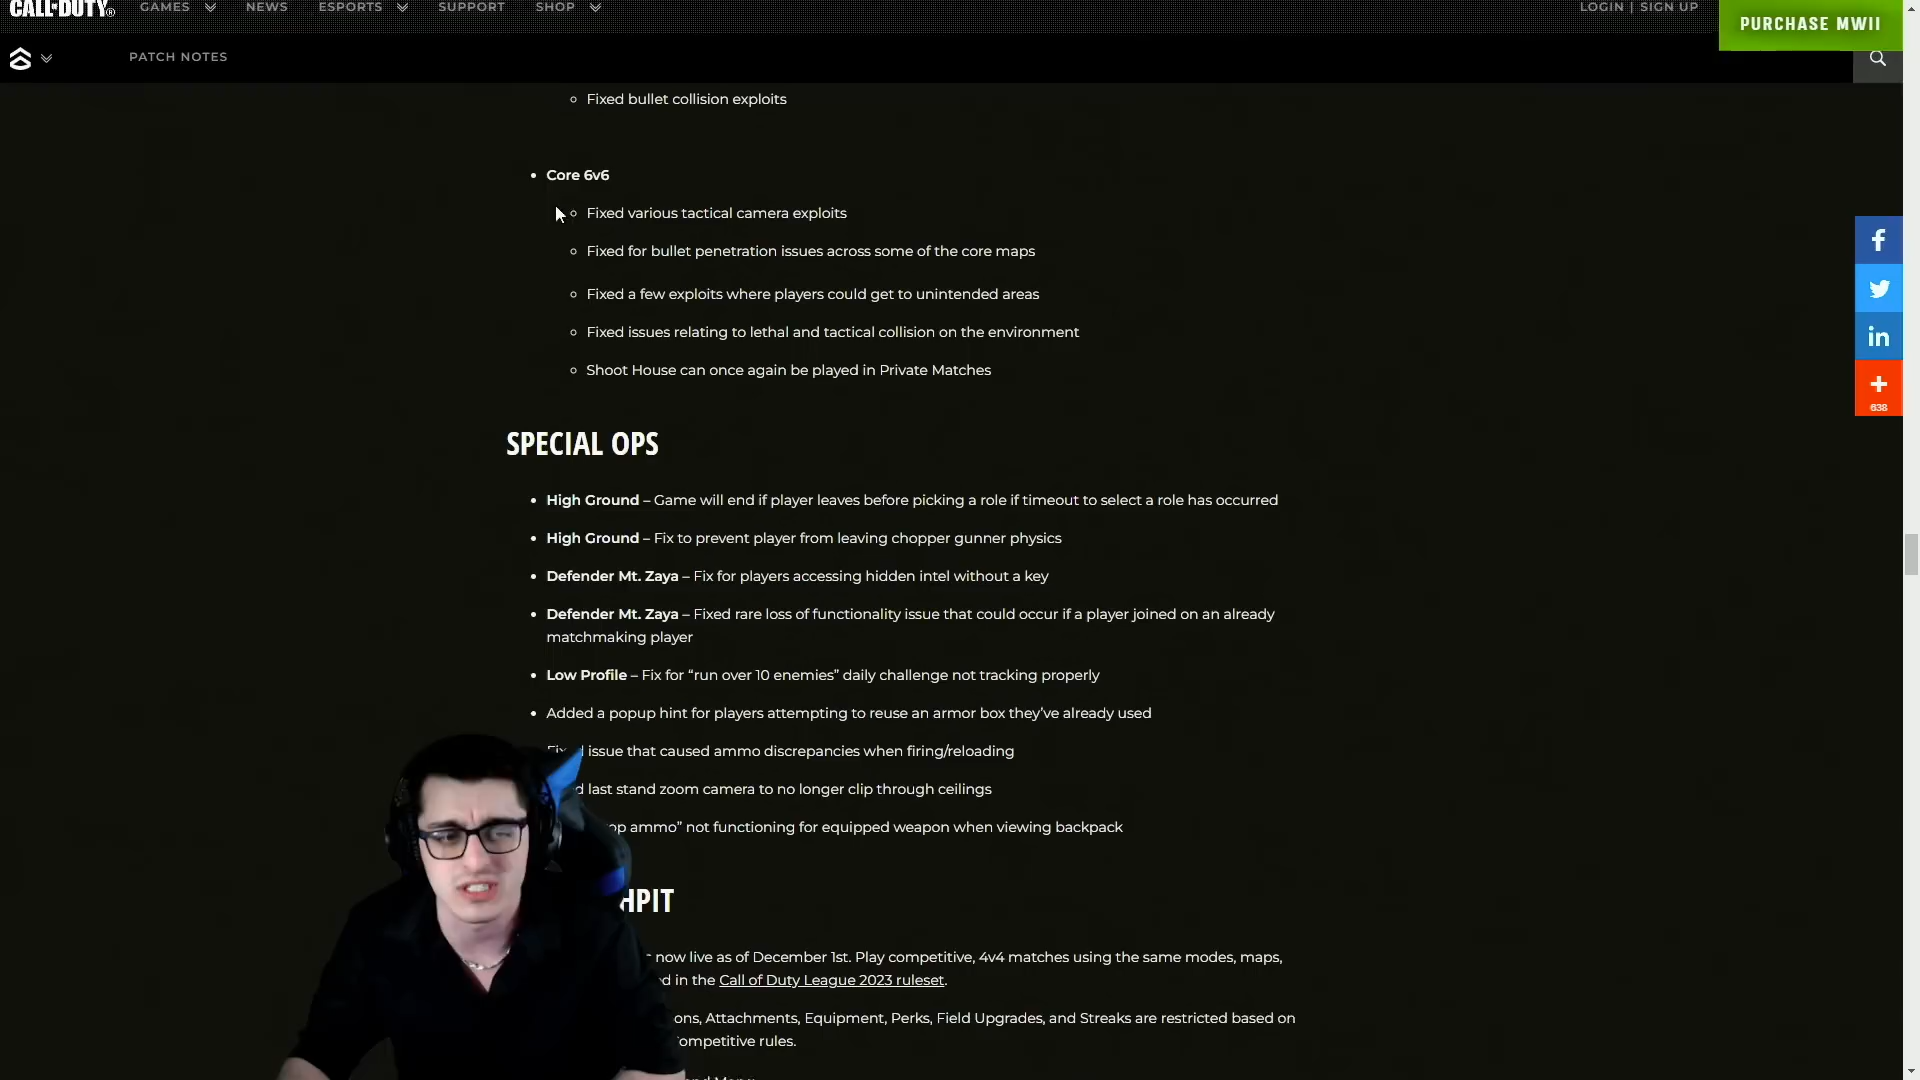 CALL OF DUTY® GAMES NEWS ESPORTS SUPPORT SHOP LOGIN | SIGN UP PURCHASE MWII
PATCH NOTES
Fixed bullet collision exploits
Core 6v6
Fixed various tactical camera exploits
Fixed for bullet penetration issues across some of the core maps
Fixed a few exploits where players could get to unintended areas
Fixed issues relating to lethal and tactical collision on the environment
Shoot House can once again be played in Private Matches
638
SPECIAL OPS
High Ground – Game will end if player leaves before picking a role if timeout to select a role has occurred
High Ground – Fix to prevent player from leaving chopper gunner physics
Defender Mt. Zaya – Fix for players accessing hidden intel without a key
Defender Mt. Zaya – Fixed rare loss of functionality issue that could occur if a player joined on an already
matchmaking player
Low Profile – Fix for “run over 10 enemies” daily challenge not tracking properly
Added a popup hint for players attempting to reuse an armor box they’ve already used
issue that caused ammo discrepancies when firing/reloading
last stand zoom camera to no longer clip through ceilings
ammo” not functioning for equipped weapon when viewing backpack
HPIT
now live as of December 1st. Play competitive, 4v4 matches using the same modes, maps,
in the Call of Duty League 2023 ruleset.
ons, Attachments, Equipment, Perks, Field Upgrades, and Streaks are restricted based on
ompetitive rules.